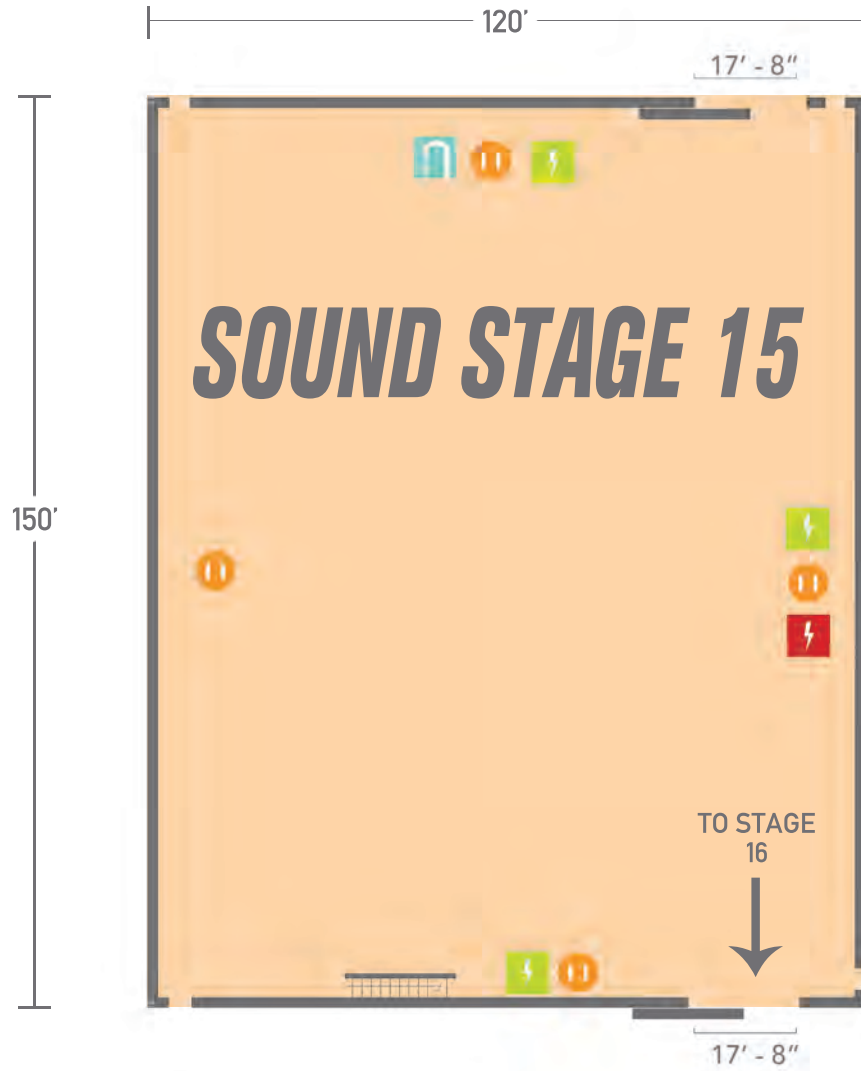 120′
17′ - 8″
SOUND STAGE 15
150′
TO STAGE
16
17′ - 8″